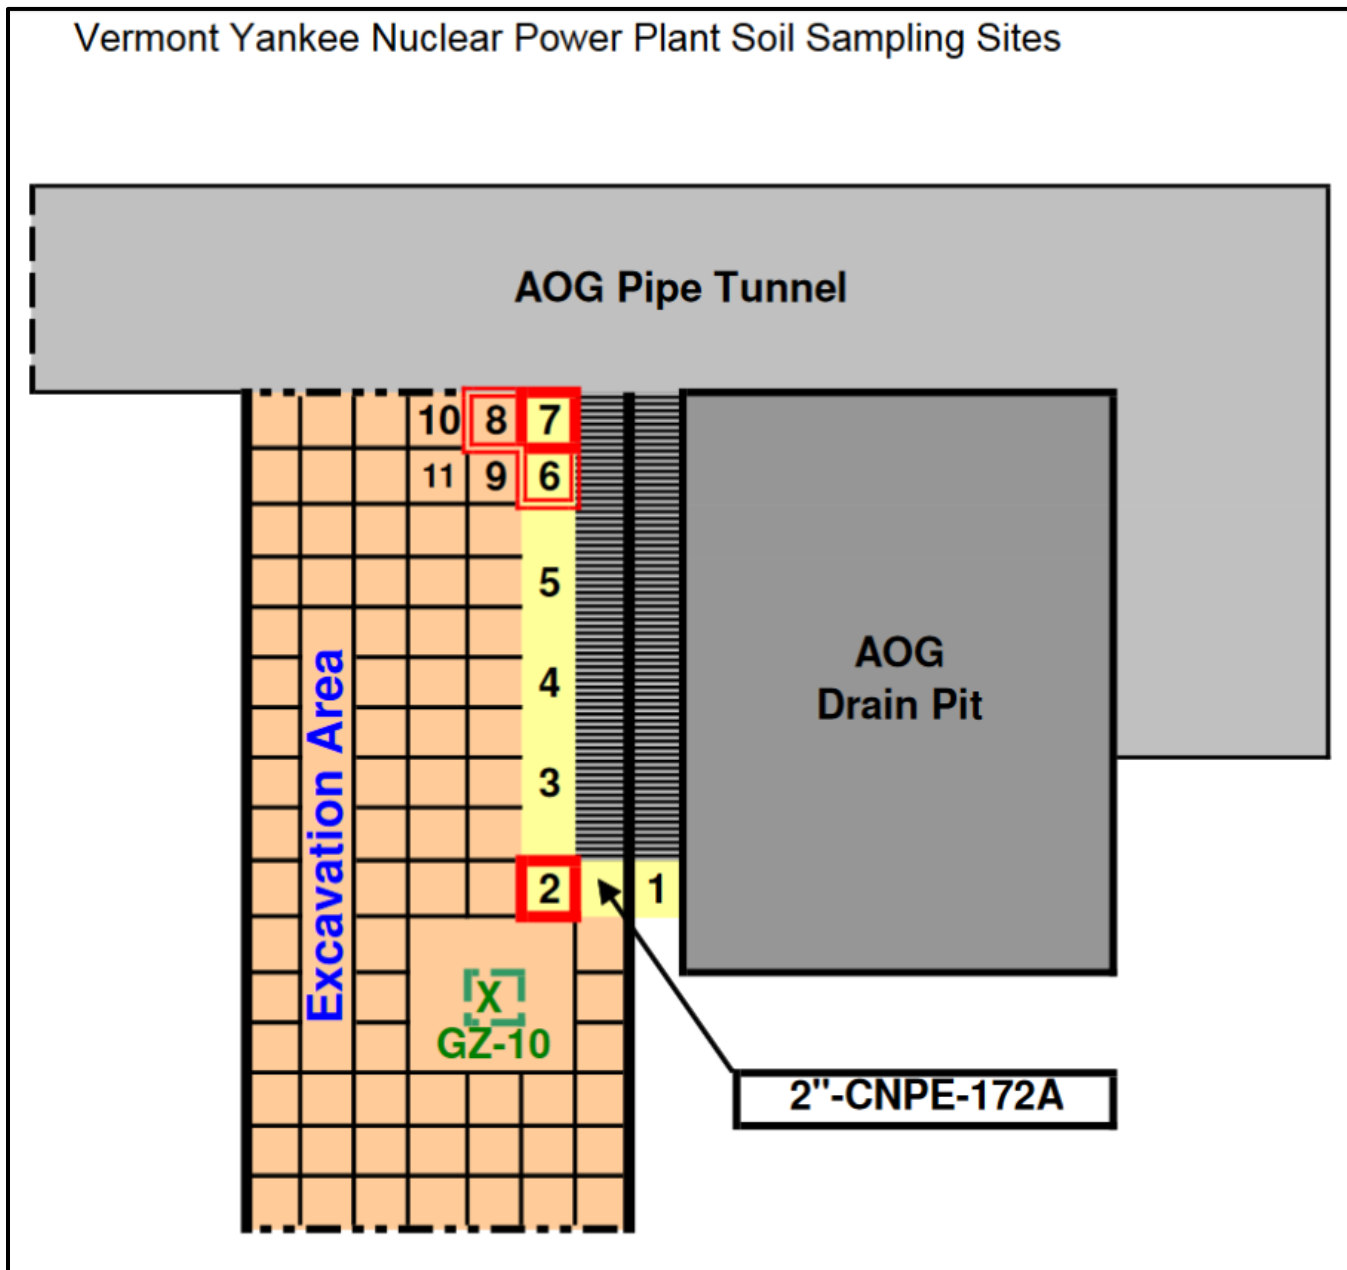 Vermont Yankee Nuclear Power Plant Soil Sampling Sites
AOG Pipe Tunnel
10 8 7
11 9 6
5
4
3
2 1
Excavation Area
AOG
Drain Pit
X
GZ-10
2"-CNPE-172A